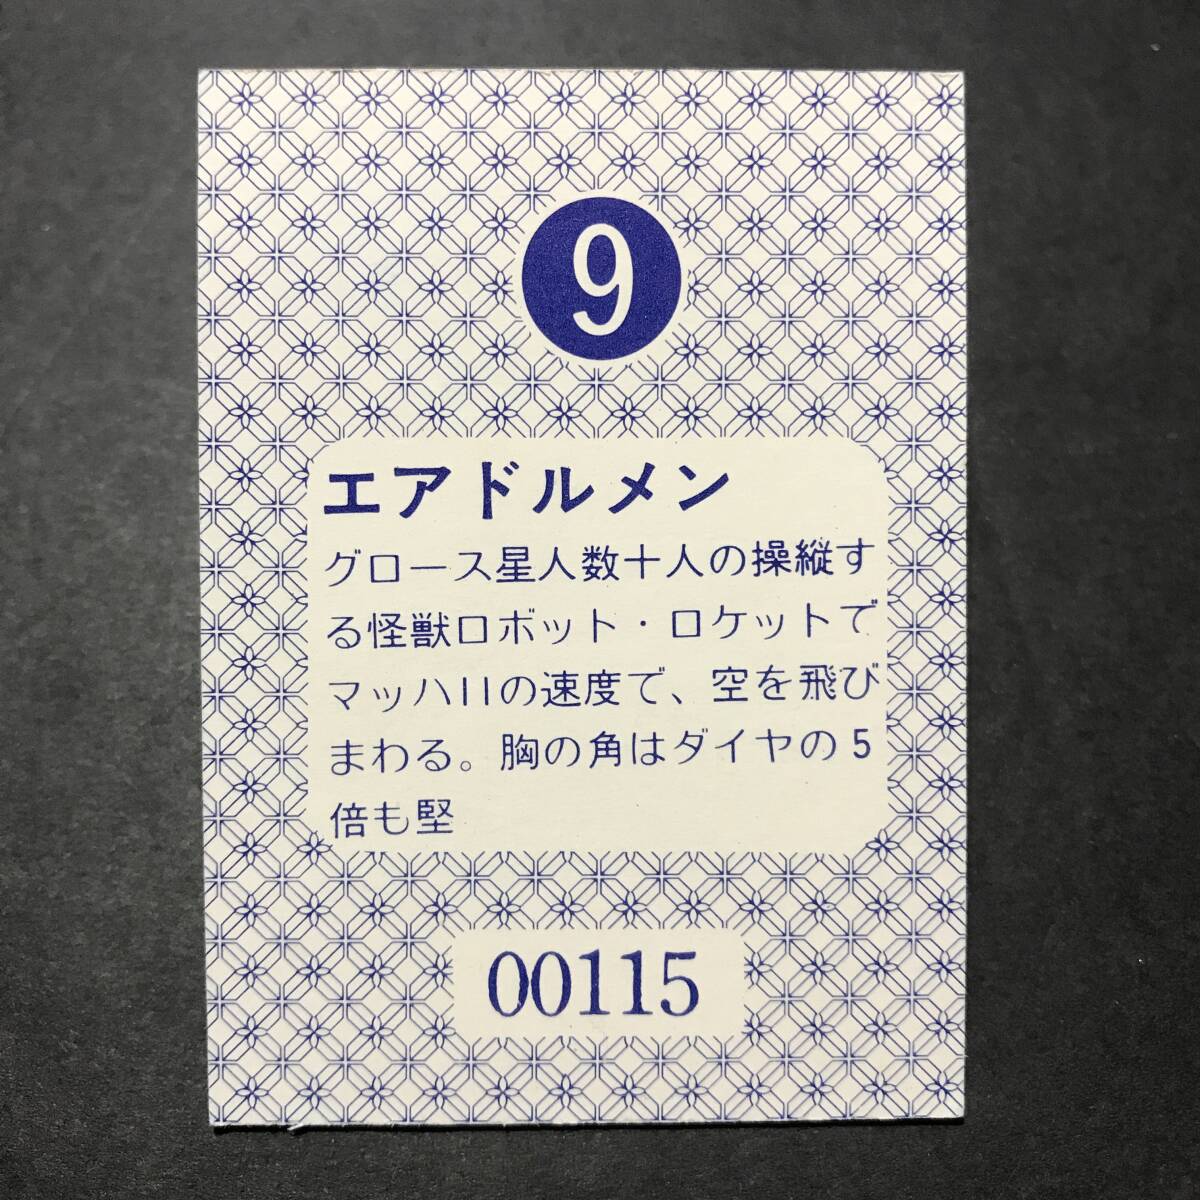 9
エアドルメン
グロース星人数十人の操縦す
る怪獣ロボット・ロケットで
マッハ11の速度で、空を飛び
まわる。胸の角はダイヤの5
倍も堅
00115